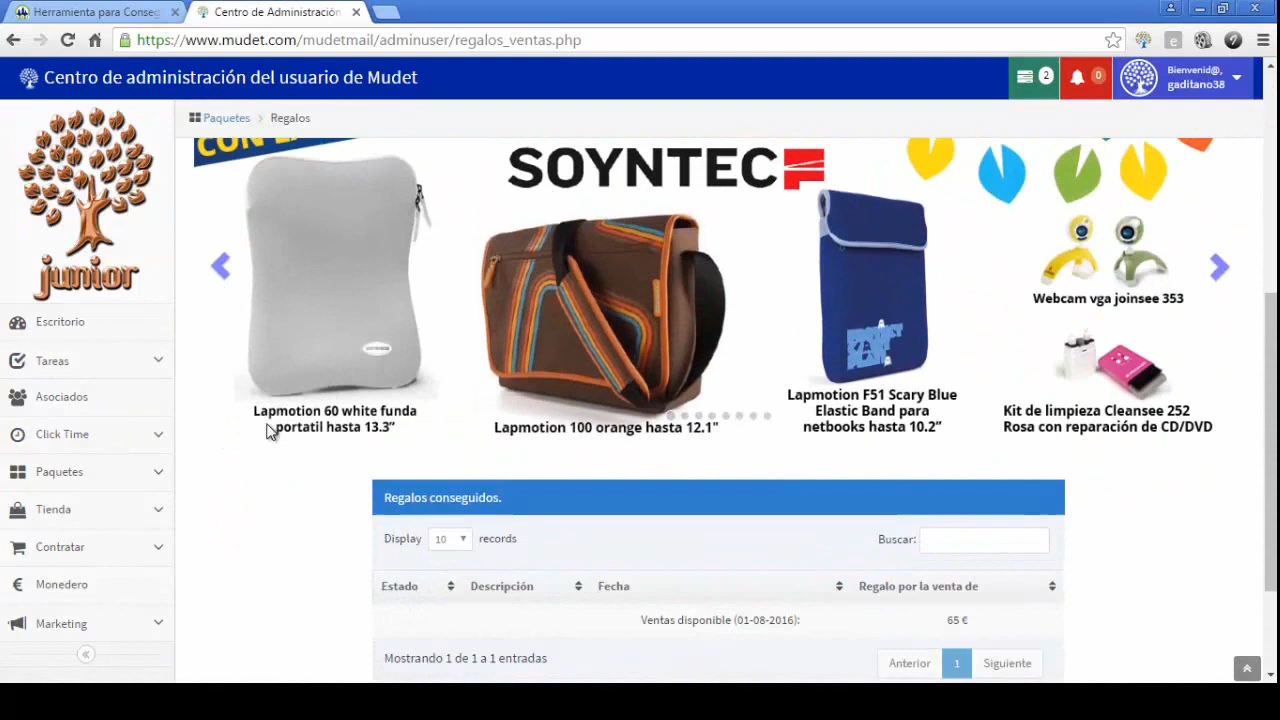 Herramienta para Conseg
Centro de Administración
https://www.mudet.com/mudetmail/adminuser/regalos_ventas.php
Centro de administración del usuario de Mudet
2
0
Bienvenid@,
gaditano38
Paquetes
Regalos
junior
Escritorio
Tareas
Asociados
Click Time
Paquetes
Tienda
Contratar
Monedero
Marketing
SOYNTEC
SOYNTEC
Lapmotion 60 white funda
portatil hasta 13.3”
Lapmotion 100 orange hasta 12.1"
Lapmotion F51 Scary Blue
Elastic Band para
netbooks hasta 10.2”
Webcam vga joinsee 353
Kit de limpieza Cleansee 252
Rosa con reparación de CD/DVD
Regalos conseguidos.
Display 10 records
Buscar:
Estado Descripción Fecha Regalo por la venta de
Ventas disponible (01-08-2016): 65 €
Mostrando 1 de 1 a 1 entradas
Anterior 1 Siguiente